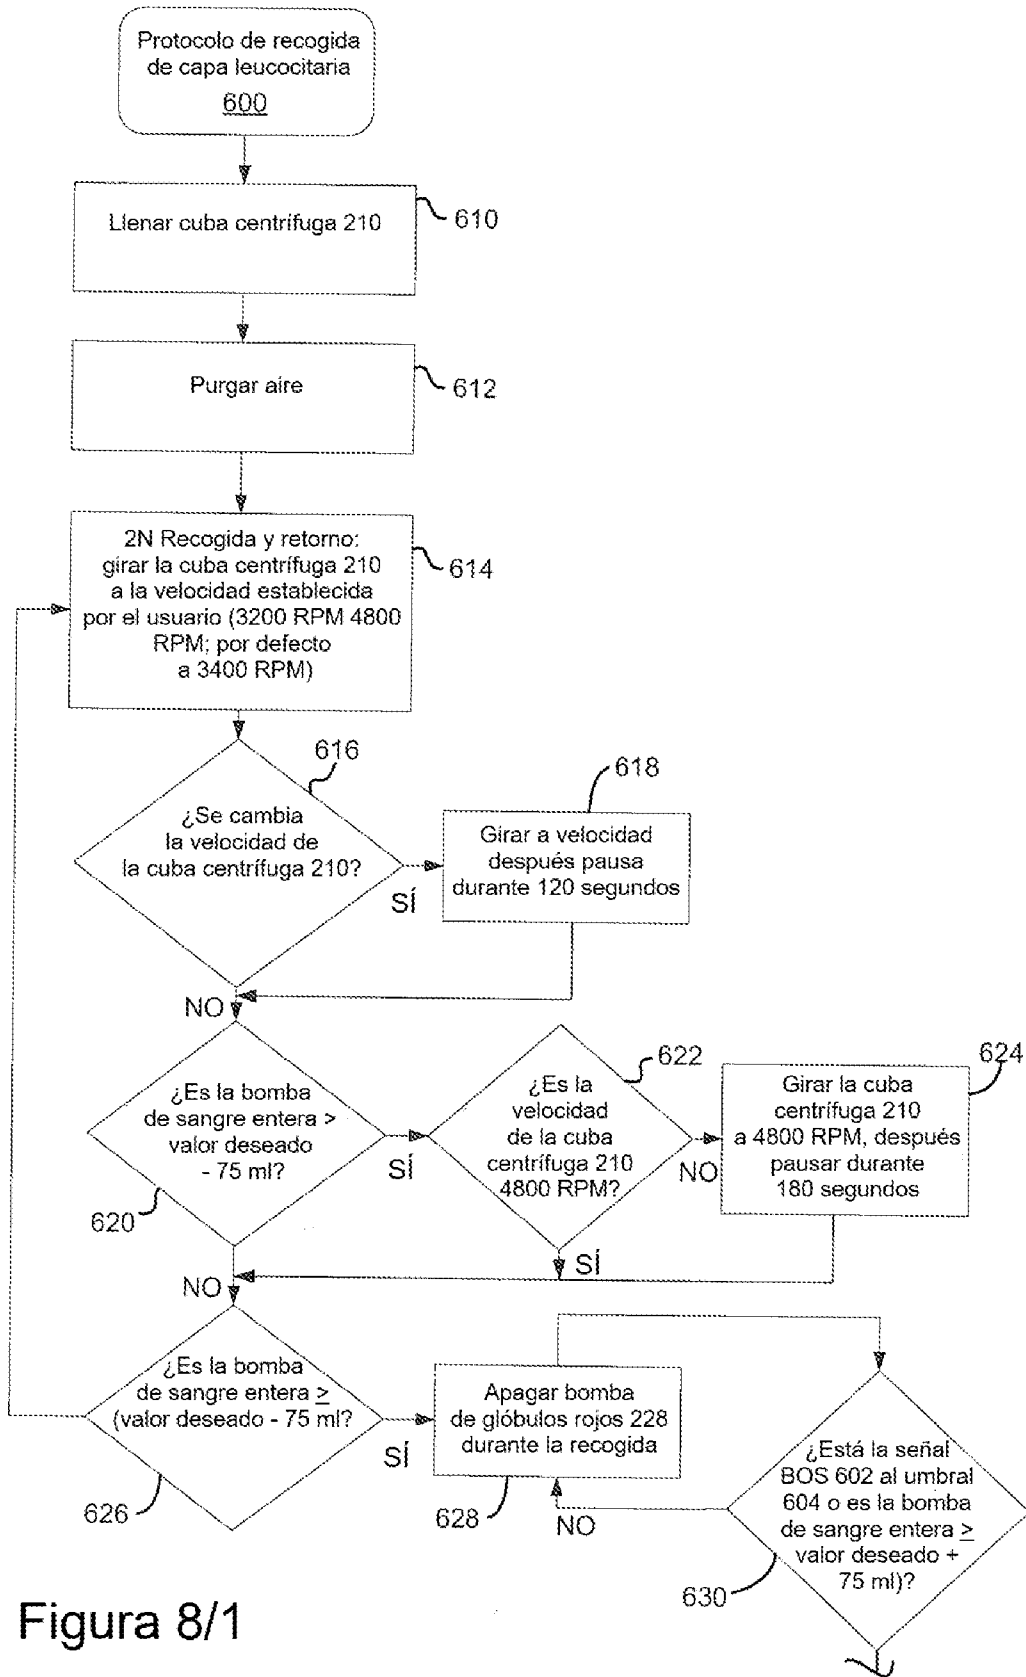 Protocolo de recogida
de capa leucocitaria
600
Llenar cuba centrífuga 210
610
Purgar aire
612
2N Recogida y retorno:
girar la cuba centrífuga 210
a la velocidad establecida
por el usuario (3200 RPM 4800
RPM; por defecto
a 3400 RPM)
614
616
¿Se cambia
la velocidad de
la cuba centrífuga 210?
SÍ
618
Girar a velocidad
después pausa
durante 120 segundos
NO
¿Es la bomba
de sangre entera >
valor deseado
- 75 ml?
620
SÍ
622
¿Es la
velocidad
de la cuba
centrífuga 210
4800 RPM?
NO
SÍ
624
Girar la cuba
centrífuga 210
a 4800 RPM, después
pausar durante
180 segundos
NO
¿Es la bomba
de sangre entera ≥
(valor deseado - 75 ml?
626
SÍ
Apagar bomba
de glóbulos rojos 228
durante la recogida
628
NO
¿Está la señal
BOS 602 al umbral
604 o es la bomba
de sangre entera ≥
valor deseado +
75 ml)?
630
Figura 8/1